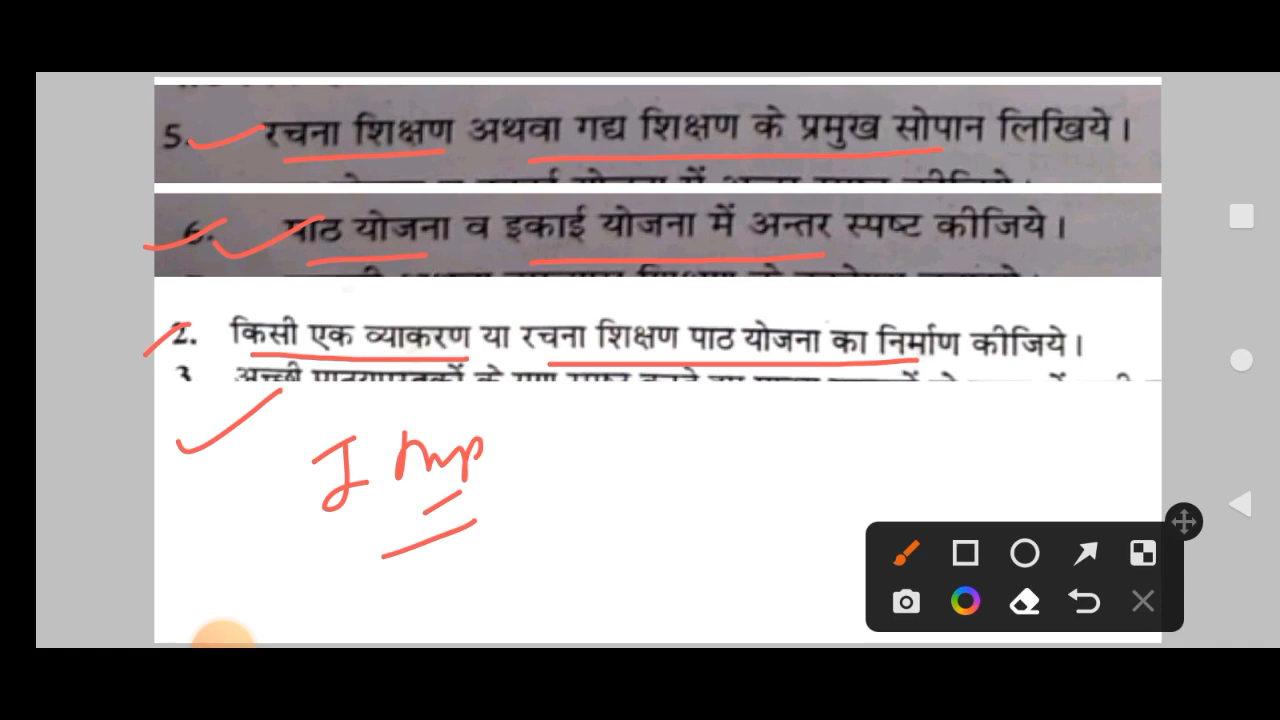 5. रचना शिक्षण अथवा गद्य शिक्षण के प्रमुख सोपान लिखिये।
6. पाठ योजना व इकाई योजना में अन्तर स्पष्ट कीजिये।
2. किसी एक व्याकरण या रचना शिक्षण पाठ योजना का निर्माण कीजिये।
3
Imp